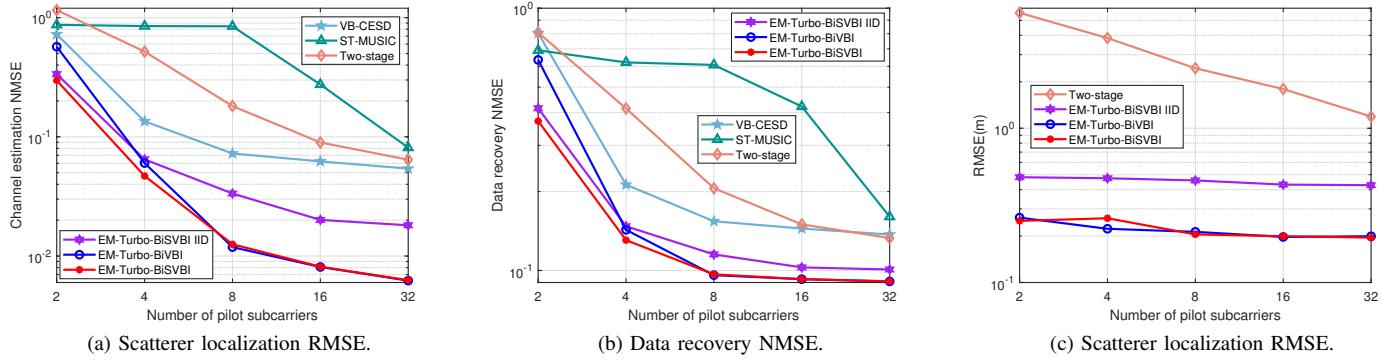 Channel estimation NMSE
10^0
10^-1
10^-2
VB-CESD
ST-MUSIC
Two-stage
EM-Turbo-BiSVBI IID
EM-Turbo-BiVBI
EM-Turbo-BiSVBI
2 4 8 16 32
Number of pilot subcarriers
(a) Scatterer localization RMSE.
Data recovery NMSE
10^0
10^-1
EM-Turbo-BiSVBI IID
EM-Turbo-BiVBI
EM-Turbo-BiSVBI
VB-CESD
ST-MUSIC
Two-stage
2 4 8 16 32
Number of pilot subcarriers
(b) Data recovery NMSE.
RMSE(m)
10^0
10^-1
Two-stage
EM-Turbo-BiSVBI IID
EM-Turbo-BiVBI
EM-Turbo-BiSVBI
2 4 8 16 32
Number of pilot subcarriers
(c) Scatterer localization RMSE.